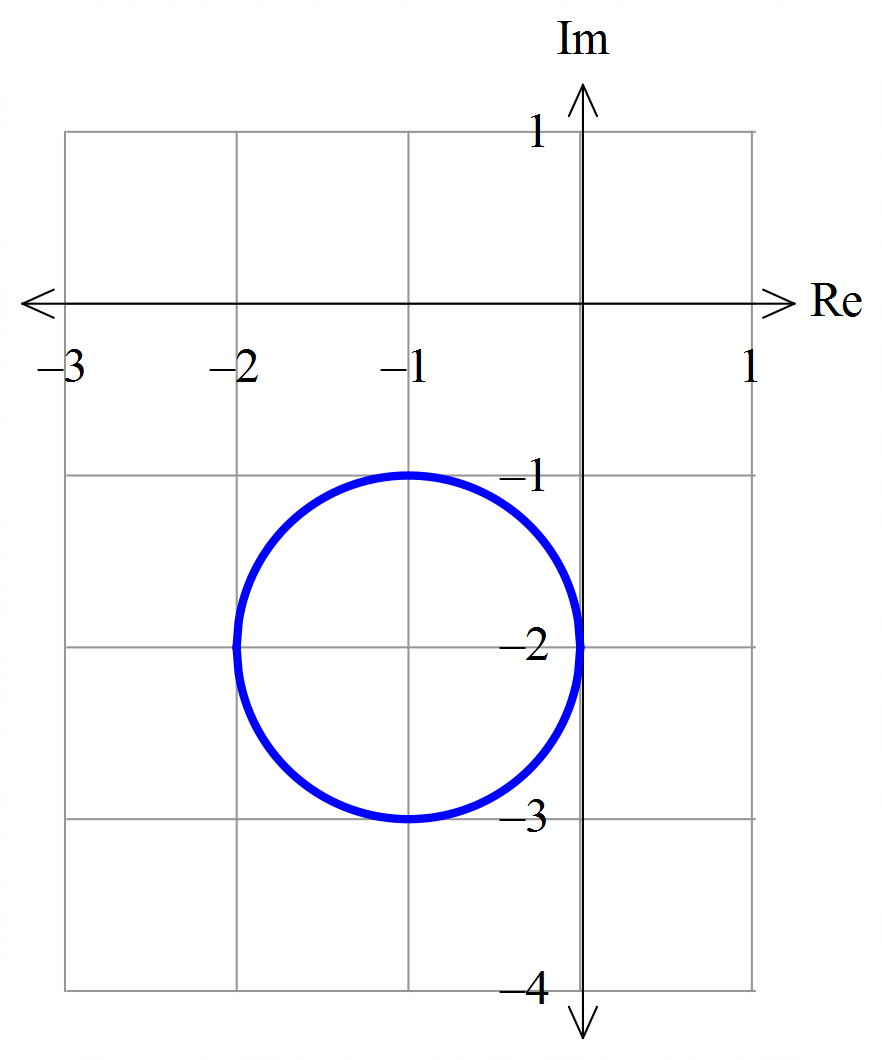 Im
1
Re
–3 –2 –1 1
–1
–2
–3
–4